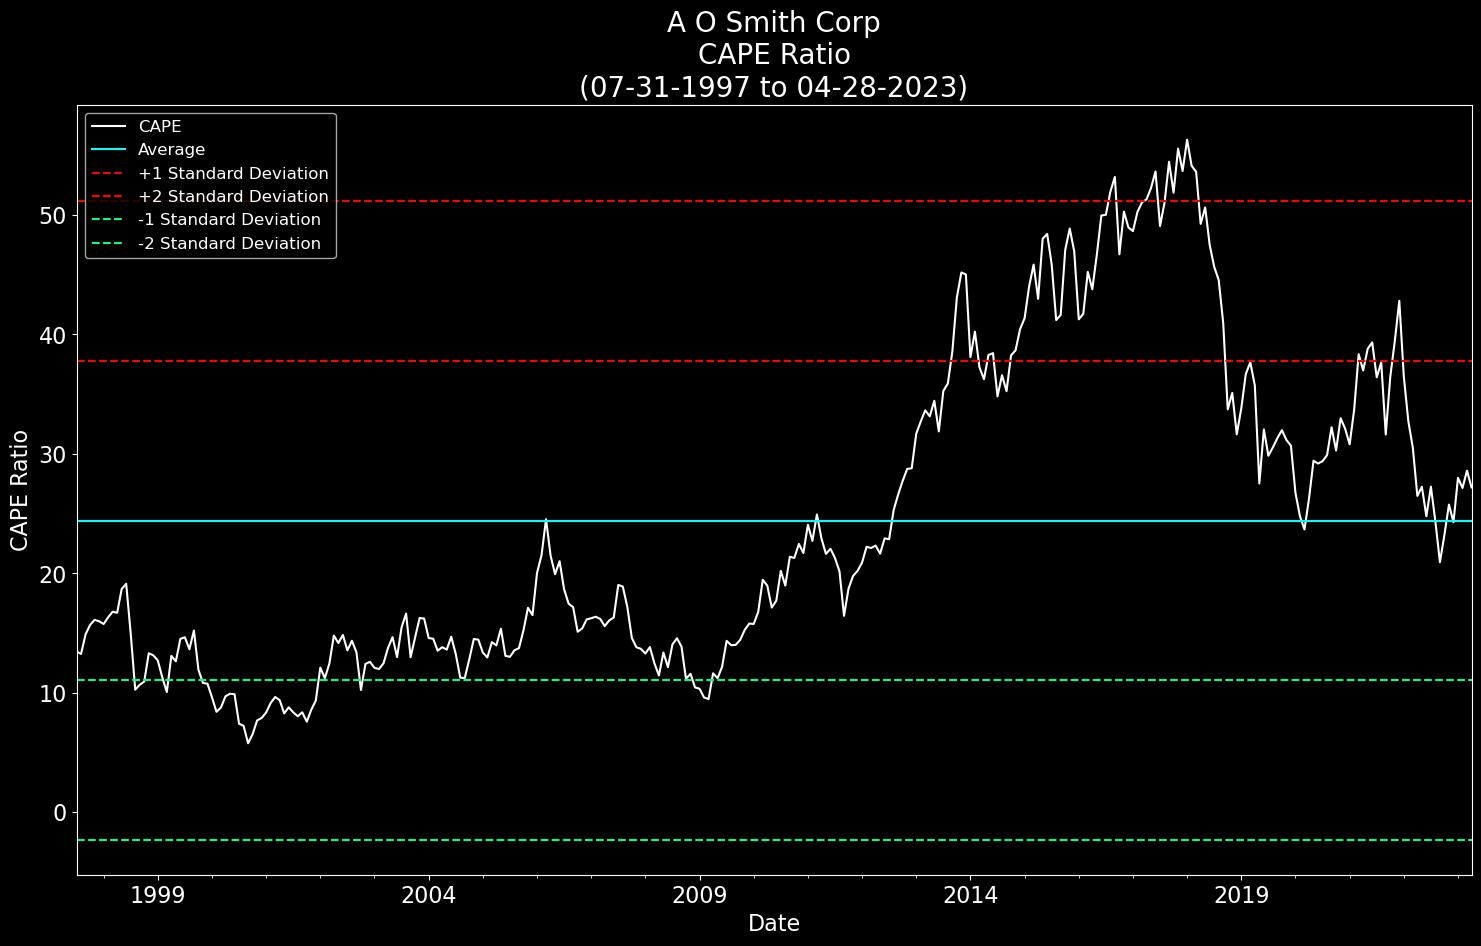 A O Smith Corp
CAPE Ratio
(07-31-1997 to 04-28-2023)
CAPE
Average
+1 Standard Deviation
+2 Standard Deviation
-1 Standard Deviation
-2 Standard Deviation
50
40
30
20
10
0
CAPE Ratio
1999 2004 2009 2014 2019
Date